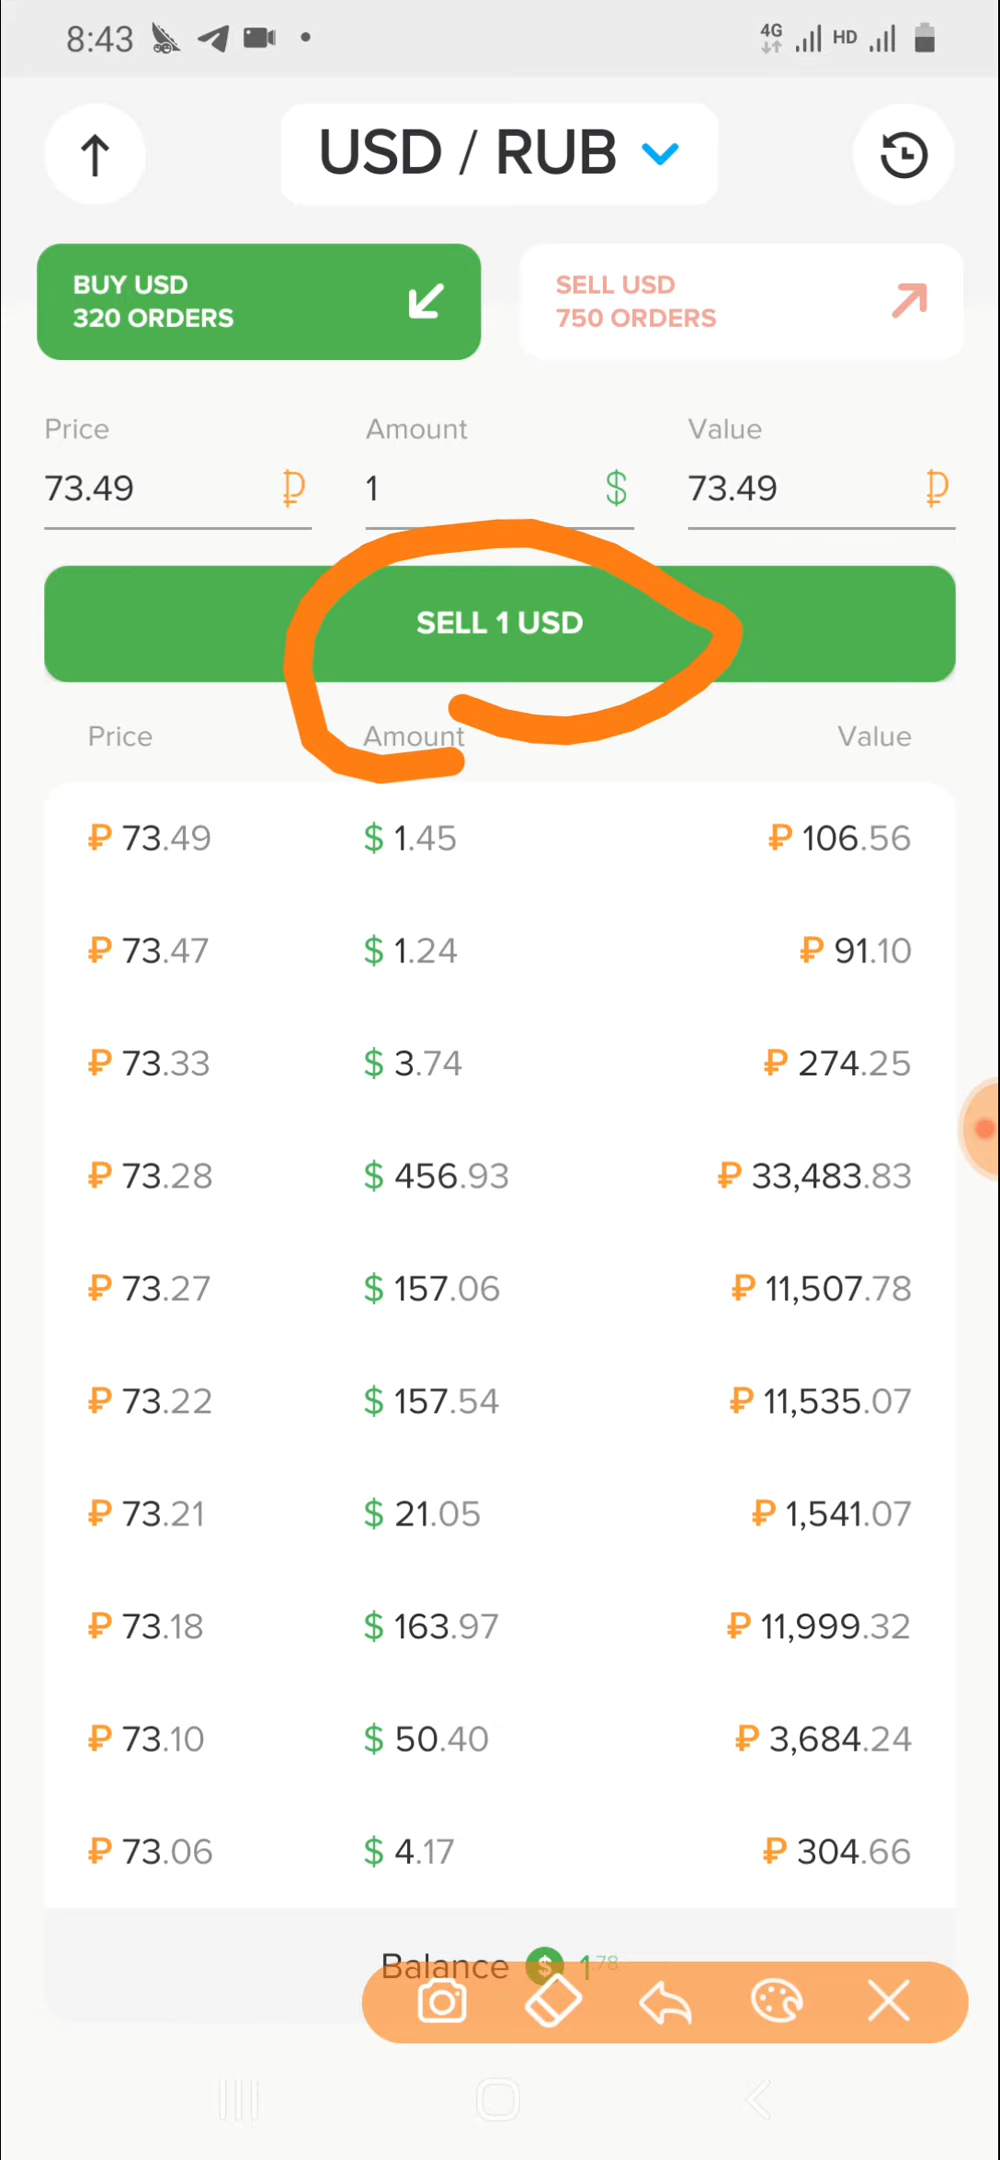 8:43 4G HD
USD / RUB
BUY USD
320 ORDERS
SELL USD
750 ORDERS
Price Amount Value
73.49 ₽ 1 $ 73.49 ₽
SELL 1 USD
Price Amount Value
₽ 73.49 $ 1.45 ₽ 106.56
₽ 73.47 $ 1.24 ₽ 91.10
₽ 73.33 $ 3.74 ₽ 274.25
₽ 73.28 $ 456.93 ₽ 33,483.83
₽ 73.27 $ 157.06 ₽ 11,507.78
₽ 73.22 $ 157.54 ₽ 11,535.07
₽ 73.21 $ 21.05 ₽ 1,541.07
₽ 73.18 $ 163.97 ₽ 11,999.32
₽ 73.10 $ 50.40 ₽ 3,684.24
₽ 73.06 $ 4.17 ₽ 304.66
Balance $ 1.78